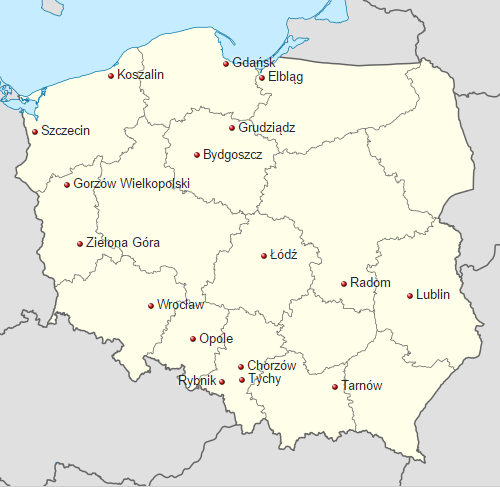 Gdańsk
Koszalin
Elbląg
Grudziądz
Szczecin
Bydgoszcz
Gorzów Wielkopolski
Zielona Góra
Łódź
Radom
Lublin
Wrocław
Opole
Chorzów
Rybnik
Tychy
Tarnów